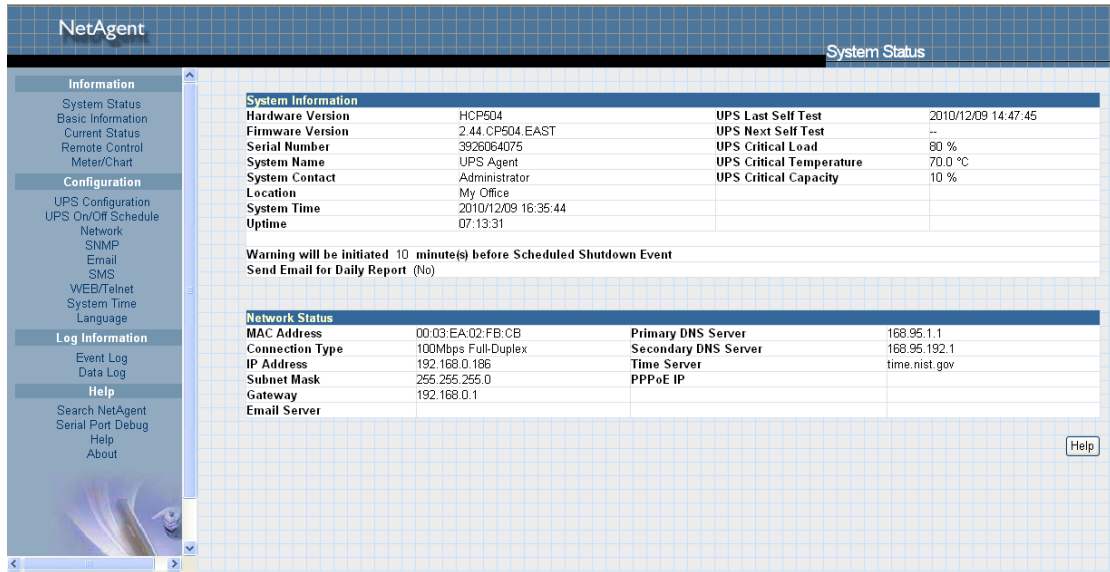 NetAgent
System Status
Information
System Status
Basic Information
Current Status
Remote Control
Meter/Chart
Configuration
UPS Configuration
UPS On/Off Schedule
Network
SNMP
Email
SMS
WEB/Telnet
System Time
Language
Log Information
Event Log
Data Log
Help
Search NetAgent
Serial Port Debug
Help
About
System Information
Hardware Version HCP504 UPS Last Self Test 2010/12/09 14:47:45
Firmware Version 2.44.CP504.EAST UPS Next Self Test --
Serial Number 3926064075 UPS Critical Load 80 %
System Name UPS Agent UPS Critical Temperature 70.0 °C
System Contact Administrator UPS Critical Capacity 10 %
Location My Office
System Time 2010/12/09 16:35:44
Uptime 07:13:31
Warning will be initiated 10 minute(s) before Scheduled Shutdown Event
Send Email for Daily Report (No)
Network Status
MAC Address 00:03:EA:02:FB:CB Primary DNS Server 168.95.1.1
Connection Type 100Mbps Full-Duplex Secondary DNS Server 168.95.192.1
IP Address 192.168.0.186 Time Server time.nist.gov
Subnet Mask 255.255.255.0 PPPoE IP
Gateway 192.168.0.1
Email Server
Help